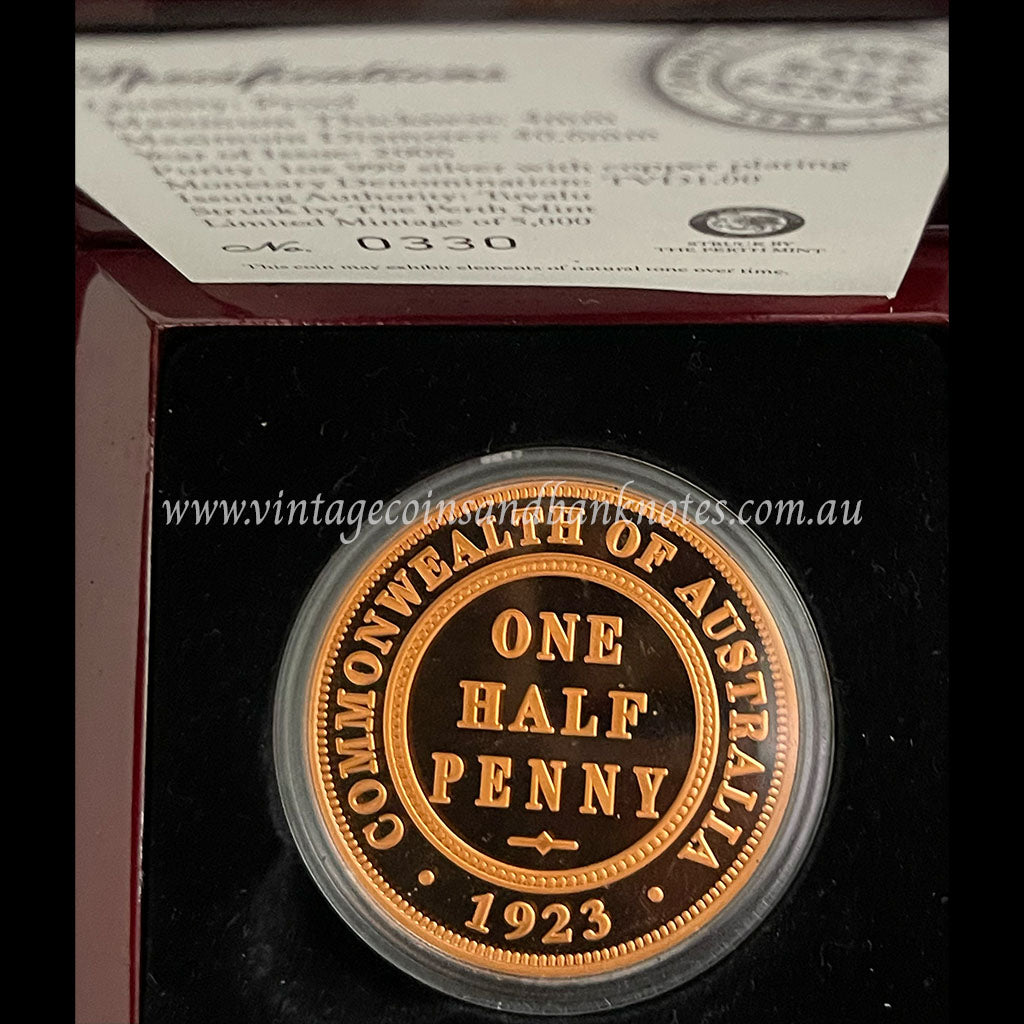 Specifications
Quality: Proof
Maximum Thickness: 4mm
Maximum Diameter: 40.60mm
Year of Issue: 2006
Purity: 1oz 999 silver with copper plating
Monetary Denomination: TVD1.00
Issuing Authority: Tuvalu
Struck by The Perth Mint
Limited Mintage of 5,000
No. 0330
STRUCK BY
THE PERTH MINT
This coin may exhibit elements of natural tone over time.
www.vintagecoinsandbanknotes.com.au
COMMONWEALTH OF AUSTRALIA
ONE
HALF
PENNY
1923